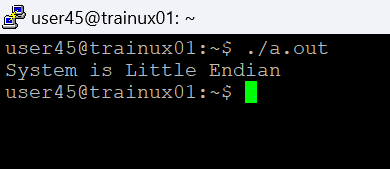 user45@trainux01: ~
user45@trainux01:~$ ./a.out
System is Little Endian
user45@trainux01:~$